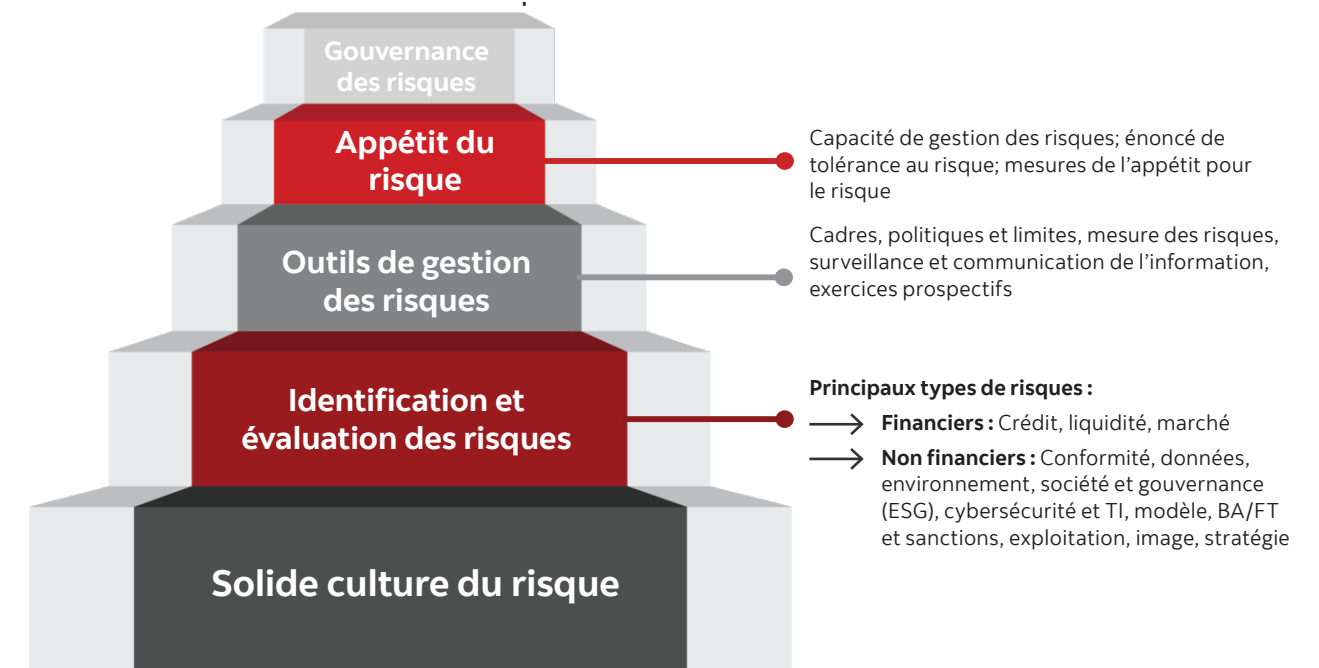 Gouvernance
des risques
Appétit du
risque
Capacité de gestion des risques; énoncé de
tolérance au risque; mesures de l’appétit pour
le risque
Outils de gestion
des risques
Cadres, politiques et limites, mesure des risques,
surveillance et communication de l’information,
exercices prospectifs
Identification et
évaluation des risques
Principaux types de risques :
Financiers : Crédit, liquidité, marché
Non financiers : Conformité, données,
environnement, société et gouvernance
(ESG), cybersécurité et TI, modèle, BA/FT
et sanctions, exploitation, image, stratégie
Solide culture du risque